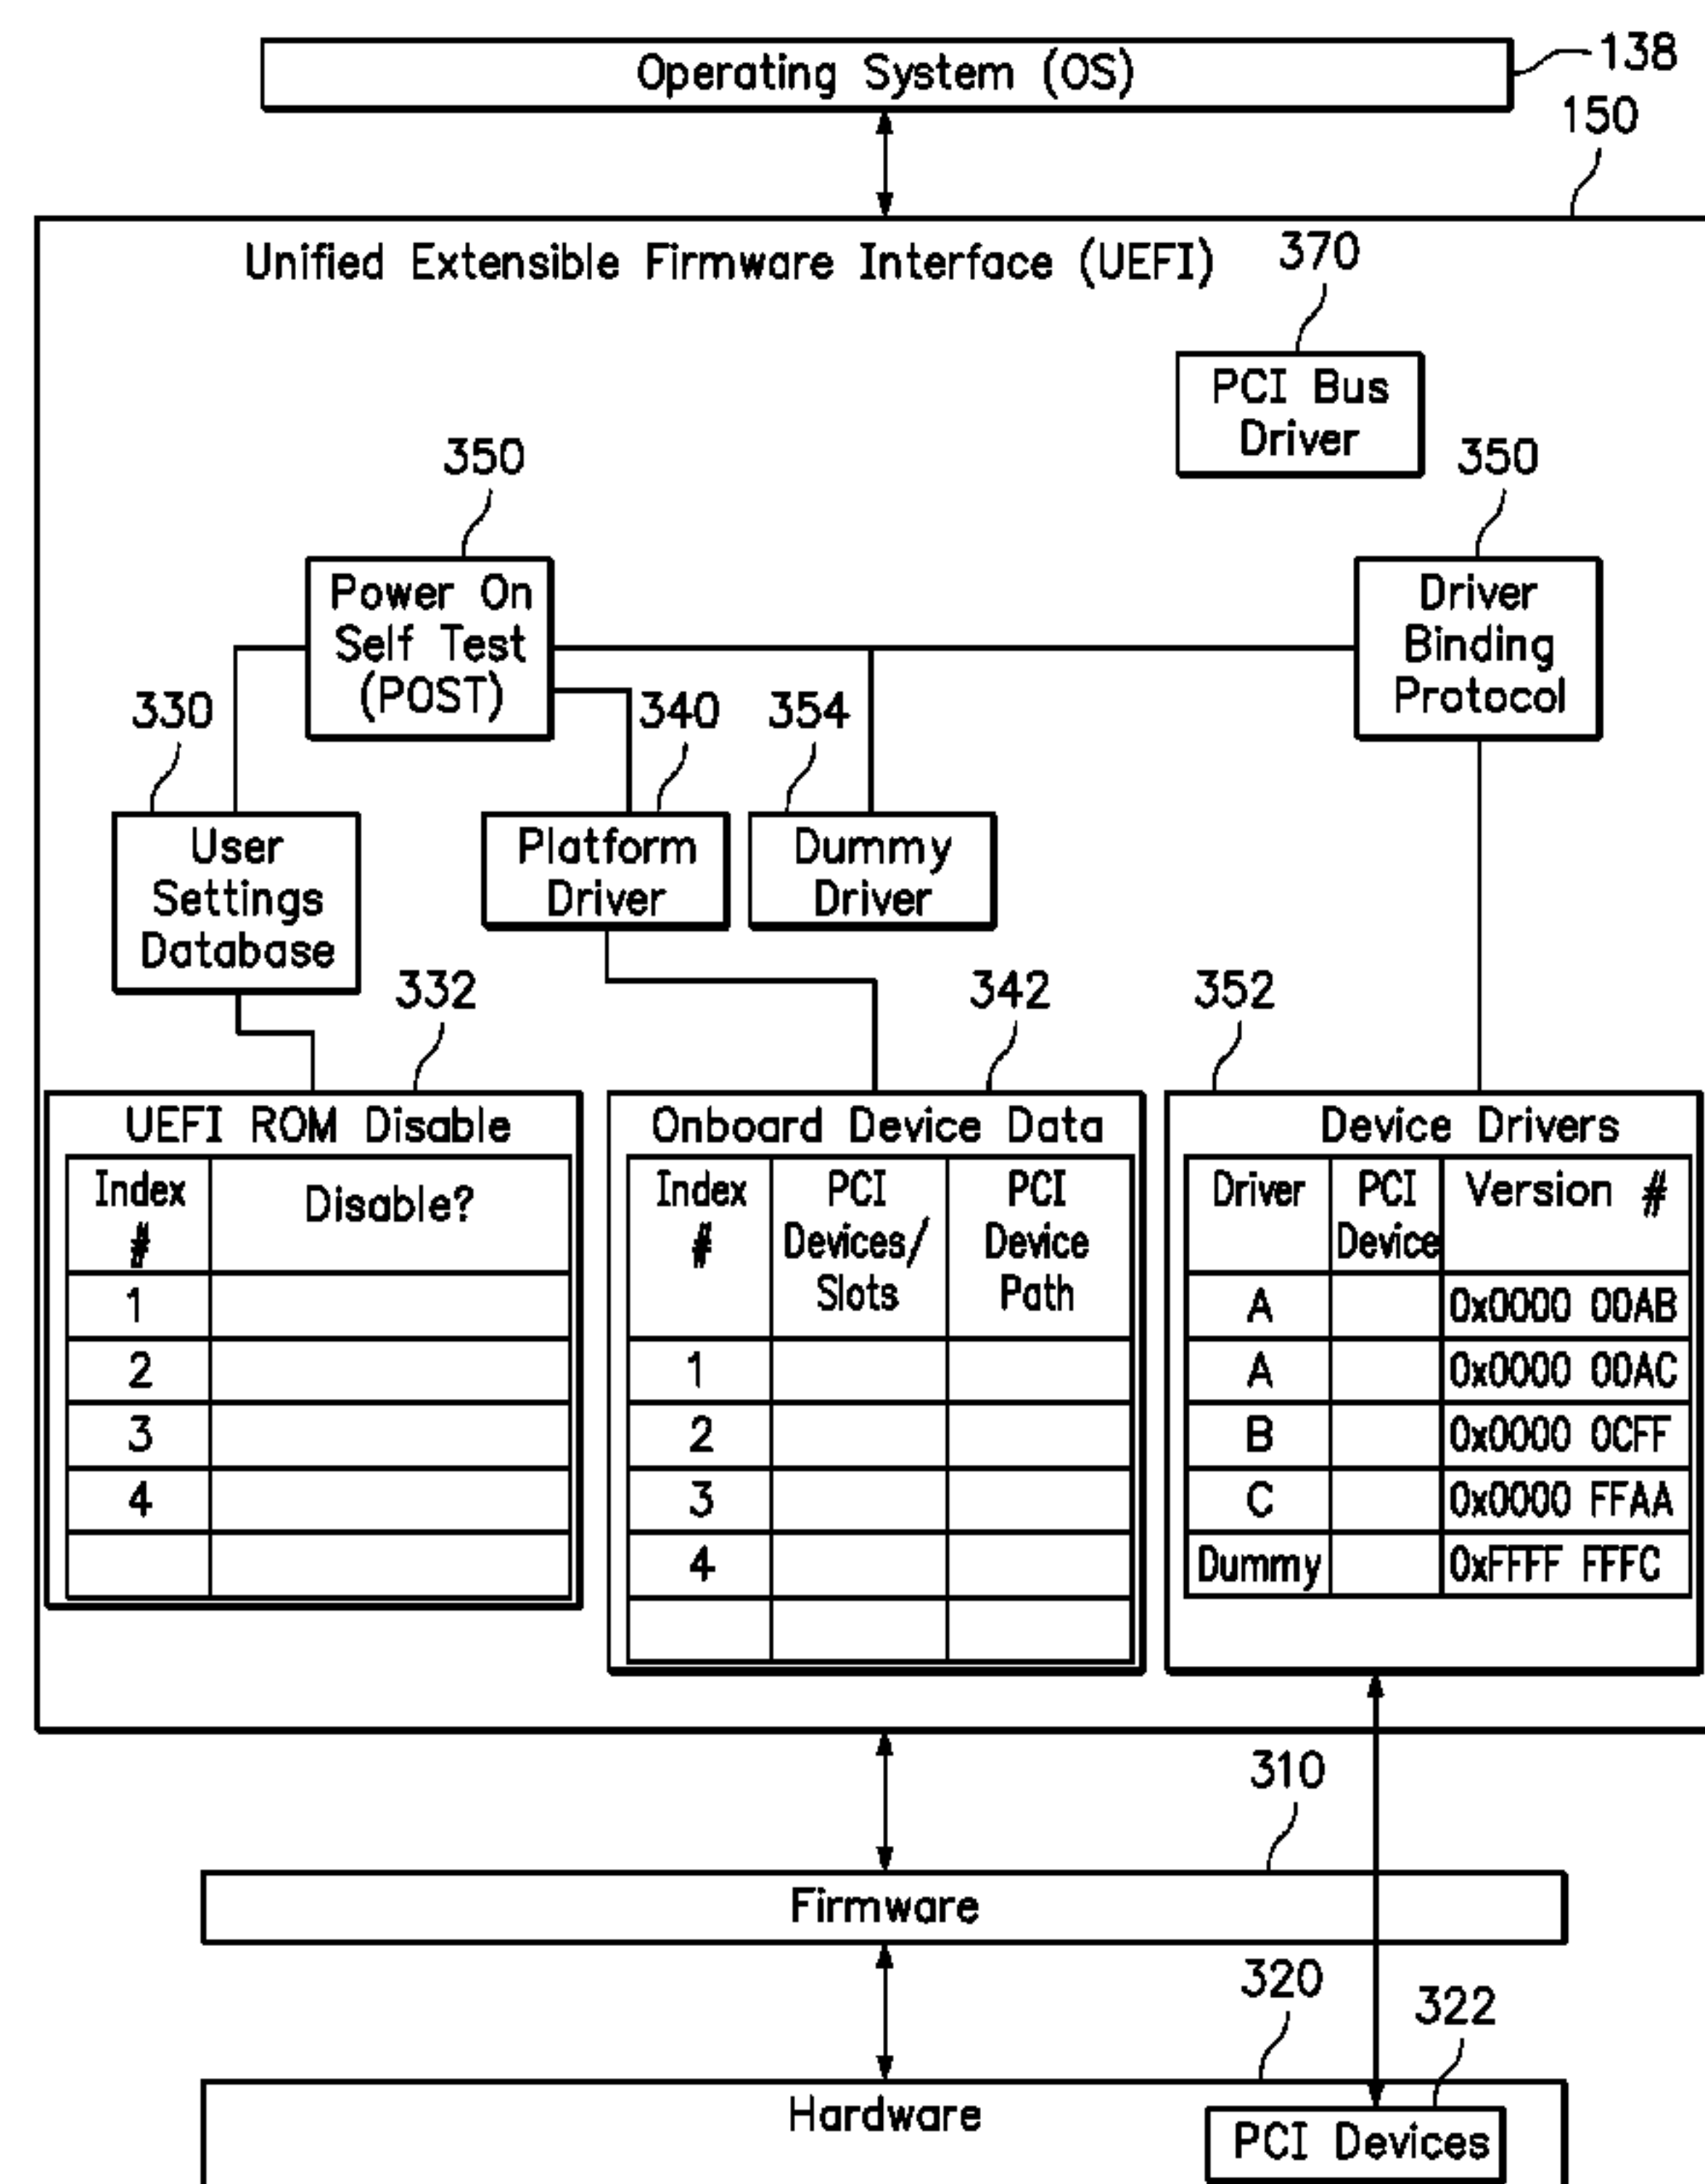 Operating System (OS)
138
150
Unified Extensible Firmware Interface (UEFI)
370
PCI Bus
Driver
350
350
Power On
Self Test
(POST)
Driver
Binding
Protocol
330
340
354
User
Settings
Database
Platform
Driver
Dummy
Driver
332
342
352
UEFI ROM Disable
Index
#
Disable?
1
2
3
4
Onboard Device Data
Index
#
PCI
Devices/
Slots
PCI
Device
Path
1
2
3
4
Device Drivers
Driver
PCI
Device
Version #
A
0x0000 00AB
A
0x0000 00AC
B
0x0000 0CFF
C
0x0000 FFAA
Dummy
0xFFFF FFFC
310
Firmware
320
322
Hardware
PCI Devices